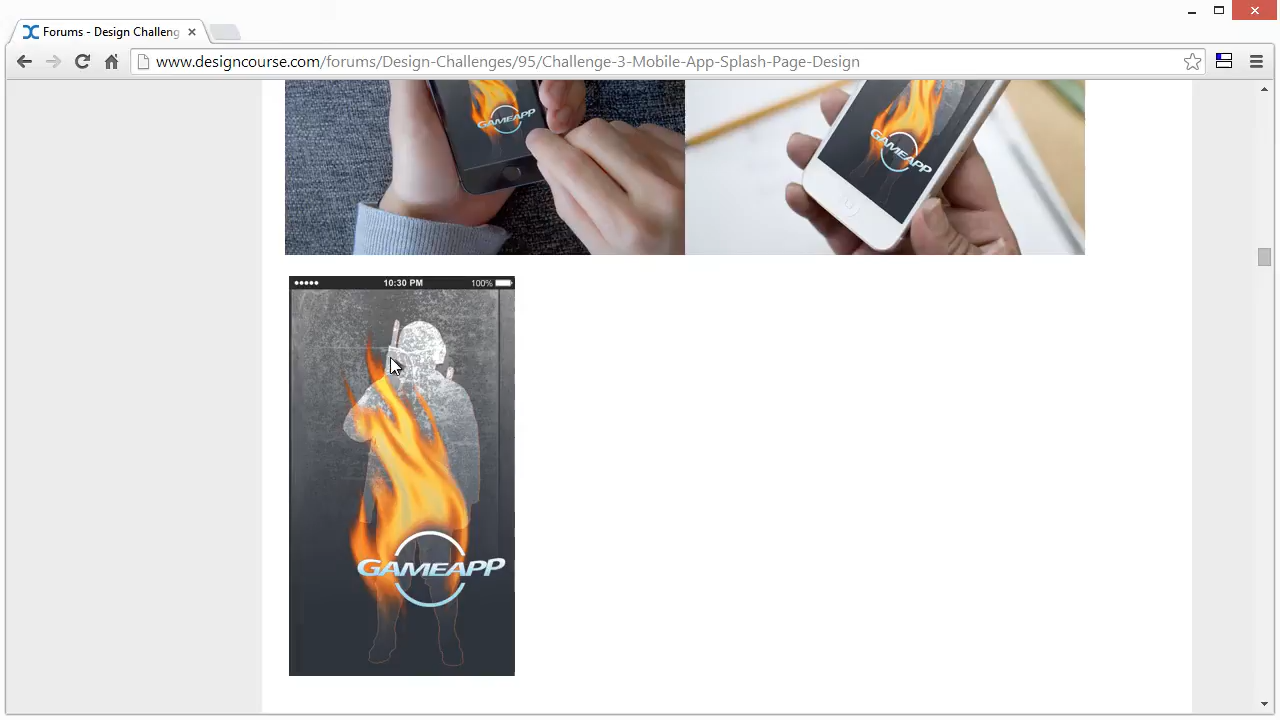 Forums - Design Challeng
www.designcourse.com/forums/Design-Challenges/95/Challenge-3-Mobile-App-Splash-Page-Design
GAMEAPP
GAMEAPP
10:30 PM
100%
GAMEAPP